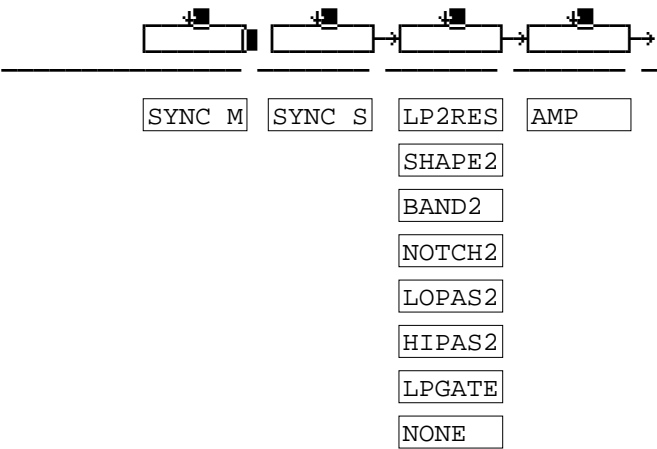 SYNC M SYNC S LP2RES AMP
SHAPE2
BAND2
NOTCH2
LOPAS2
HIPAS2
LPGATE
NONE